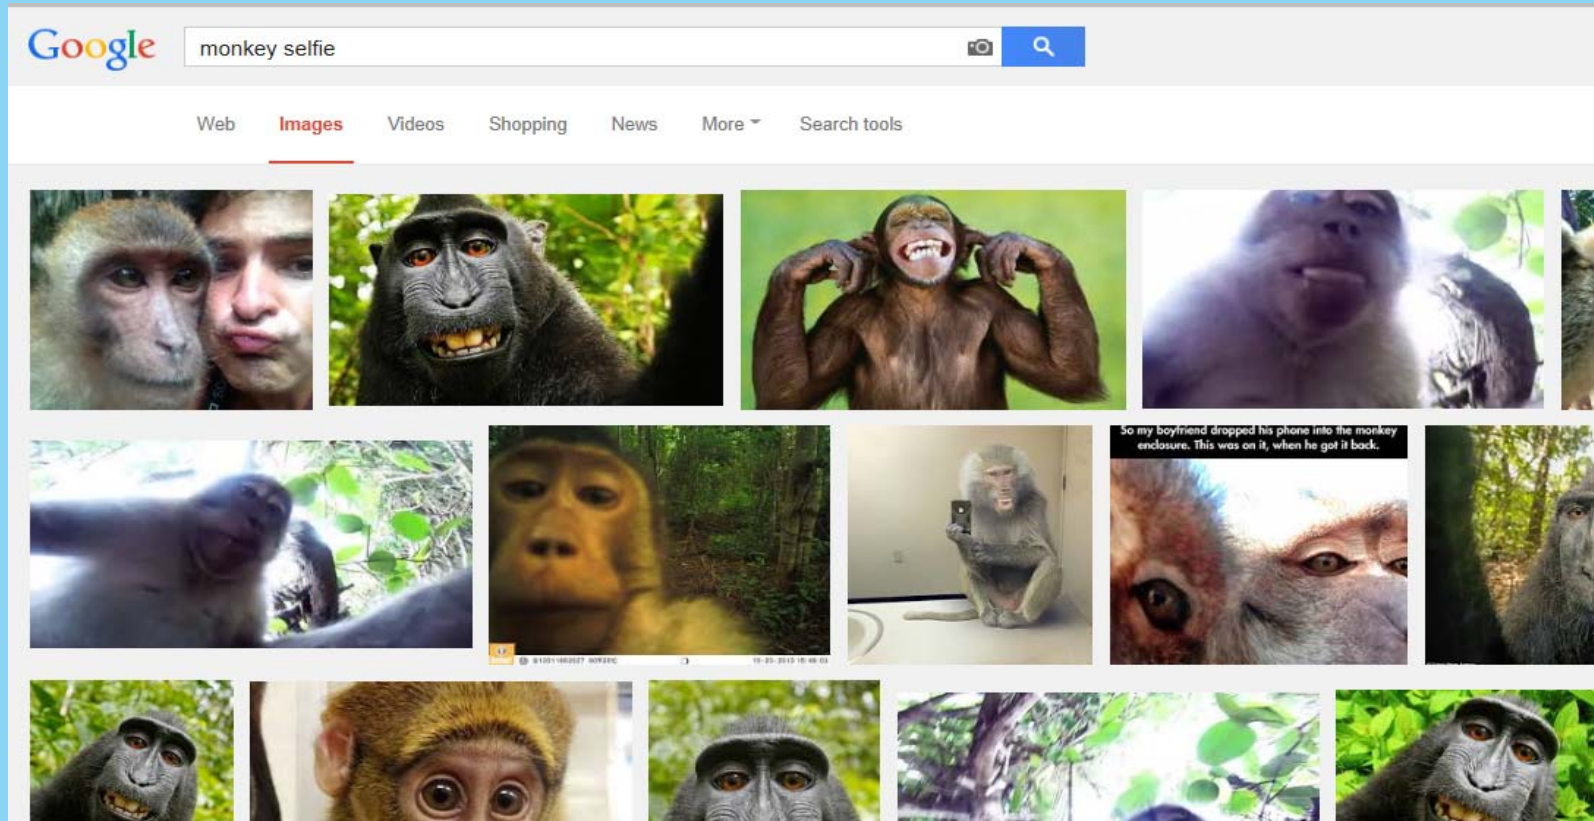 Google
monkey selfie
Web Images Videos Shopping News More Search tools
So my boyfriend dropped his phone into the monkey
enclosure. This was on it, when he got it back.